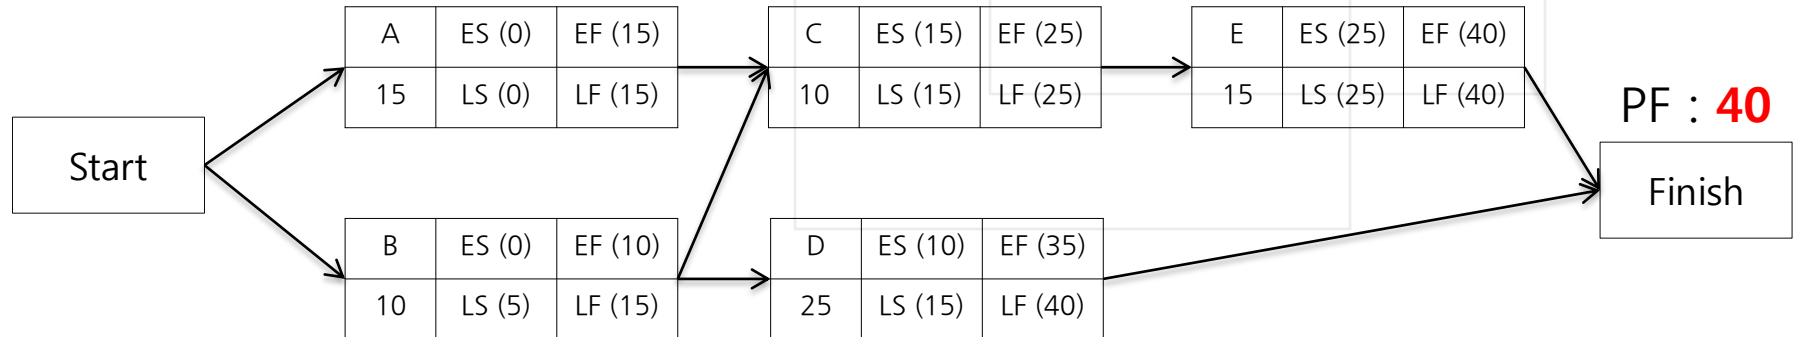 A ES (0) EF (15)
15 LS (0) LF (15)
C ES (15) EF (25)
10 LS (15) LF (25)
E ES (25) EF (40)
15 LS (25) LF (40)
PF : 40
Start
Finish
B ES (0) EF (10)
10 LS (5) LF (15)
D ES (10) EF (35)
25 LS (15) LF (40)